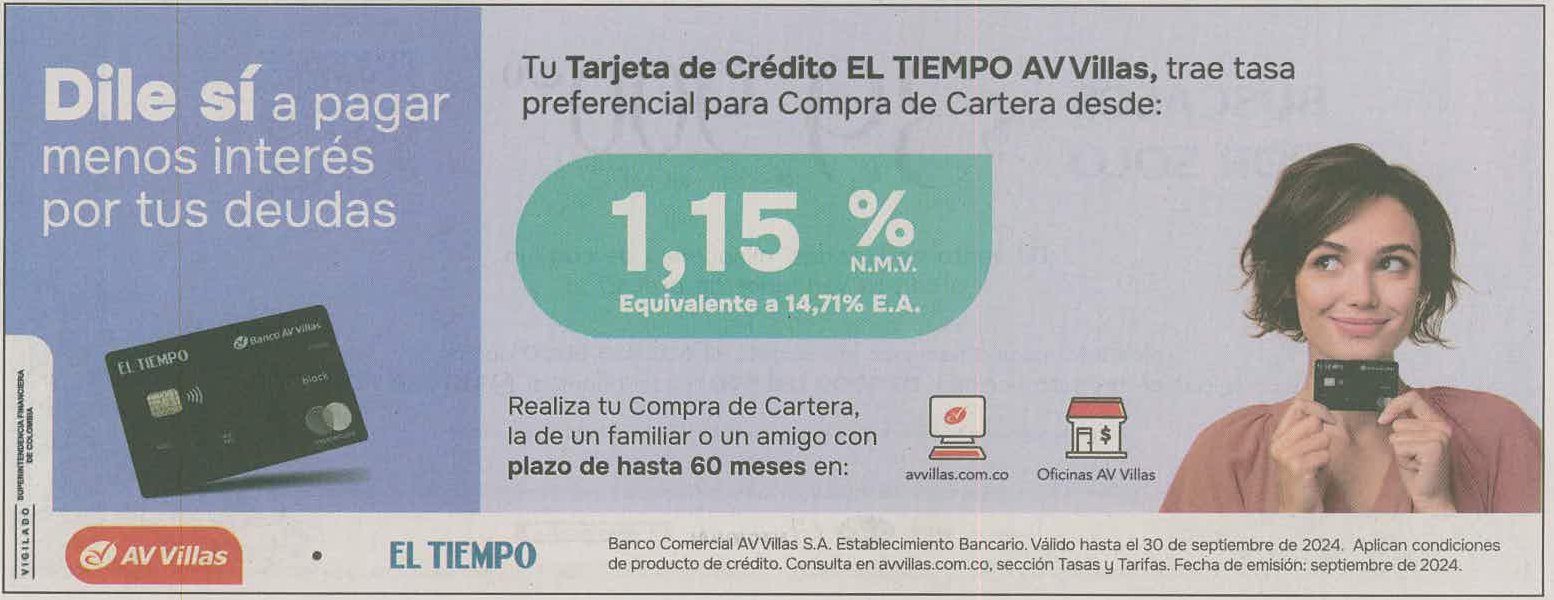 Dile sí a pagar
menos interés
por tus deudas
EL TIEMPO
Banco AV Villas
black
VIGILADO
SUPERINTENDENCIA FINANCIERA
DE COLOMBIA
Tu Tarjeta de Crédito EL TIEMPO AV Villas, trae tasa
preferencial para Compra de Cartera desde:
1,15 %
N.M.V.
Equivalente a 14,71% E.A.
Realiza tu Compra de Cartera,
la de un familiar o un amigo con
plazo de hasta 60 meses en:
avvillas.com.co
$
Oficinas AV Villas
AV Villas
EL TIEMPO
Banco Comercial AV Villas S.A. Establecimiento Bancario. Válido hasta el 30 de septiembre de 2024. Aplican condiciones
de producto de crédito. Consulta en avvillas.com.co, sección Tasas y Tarifas. Fecha de emisión: septiembre de 2024.